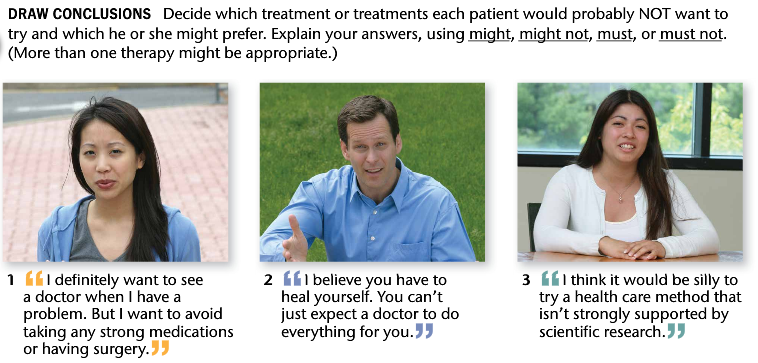 DRAW CONCLUSIONS Decide which treatment or treatments each patient would probably NOT want to
try and which he or she might prefer. Explain your answers, using might, might not, must, or must not.
(More than one therapy might be appropriate.)
1 “I definitely want to see
a doctor when I have a
problem. But I want to avoid
taking any strong medications
or having surgery.”
2 “I believe you have to
heal yourself. You can’t
just expect a doctor to do
everything for you.”
3 “I think it would be silly to
try a health care method that
isn’t strongly supported by
scientific research.”